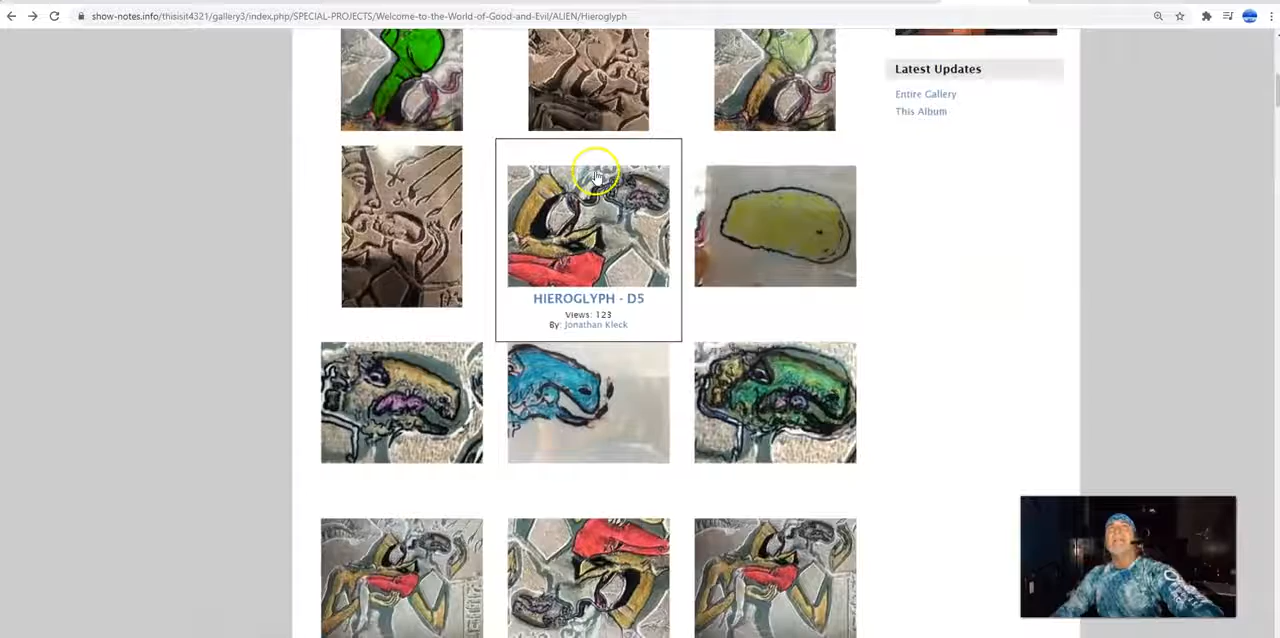 show-notes.info/thisisit4321/gallery3/index.php/SPECIAL-PROJECTS/Welcome-to-the-World-of-Good-and-Evil/ALIEN/Hieroglyph
Latest Updates
Entire Gallery
This Album
HIEROGLYPH - D5
Views: 123
By: Jonathan Kleck